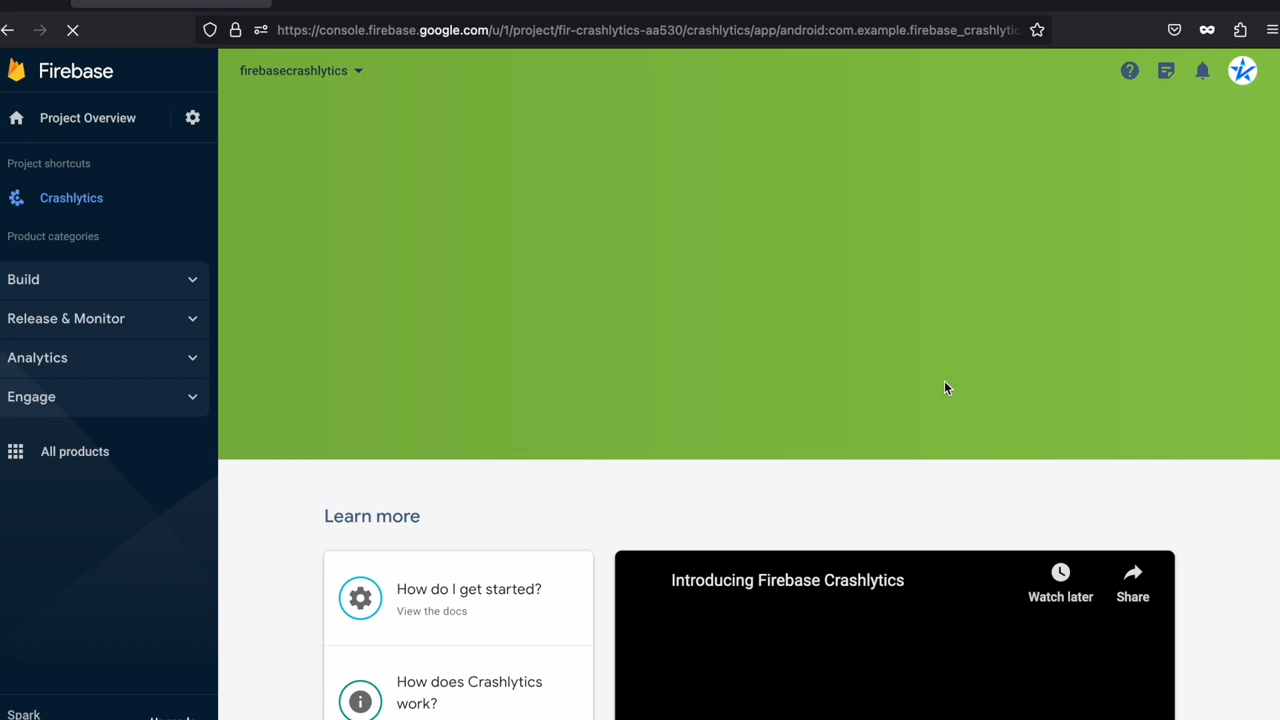 https://console.firebase.google.com/u/1/project/fir-crashlytics-aa530/crashlytics/app/android:com.example.firebase_crashlytic
Firebase
firebasecrashlytics
Project Overview
Project shortcuts
Crashlytics
Product categories
Build
Release & Monitor
Analytics
Engage
All products
Spark
Learn more
How do I get started?
View the docs
How does Crashlytics
work?
Introducing Firebase Crashlytics
Watch later
Share